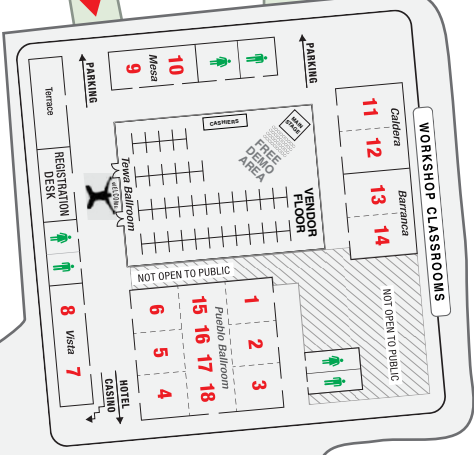 PARKING
PARKING
9
Mesa
10
CASHIERS
MAIN
STAGE
FREE
DEMO
AREA
VENDOR
FLOOR
Tewa Ballroom
WELCOME
Terrace
REGISTRATION
DESK
11
Caldera
12
13
Barranca
14
WORKSHOP CLASSROOMS
NOT OPEN TO PUBLIC
NOT OPEN TO PUBLIC
8
Vista
7
6
5
4
15
16
17
18
Pueblo Ballroom
1
2
3
HOTEL
CASINO